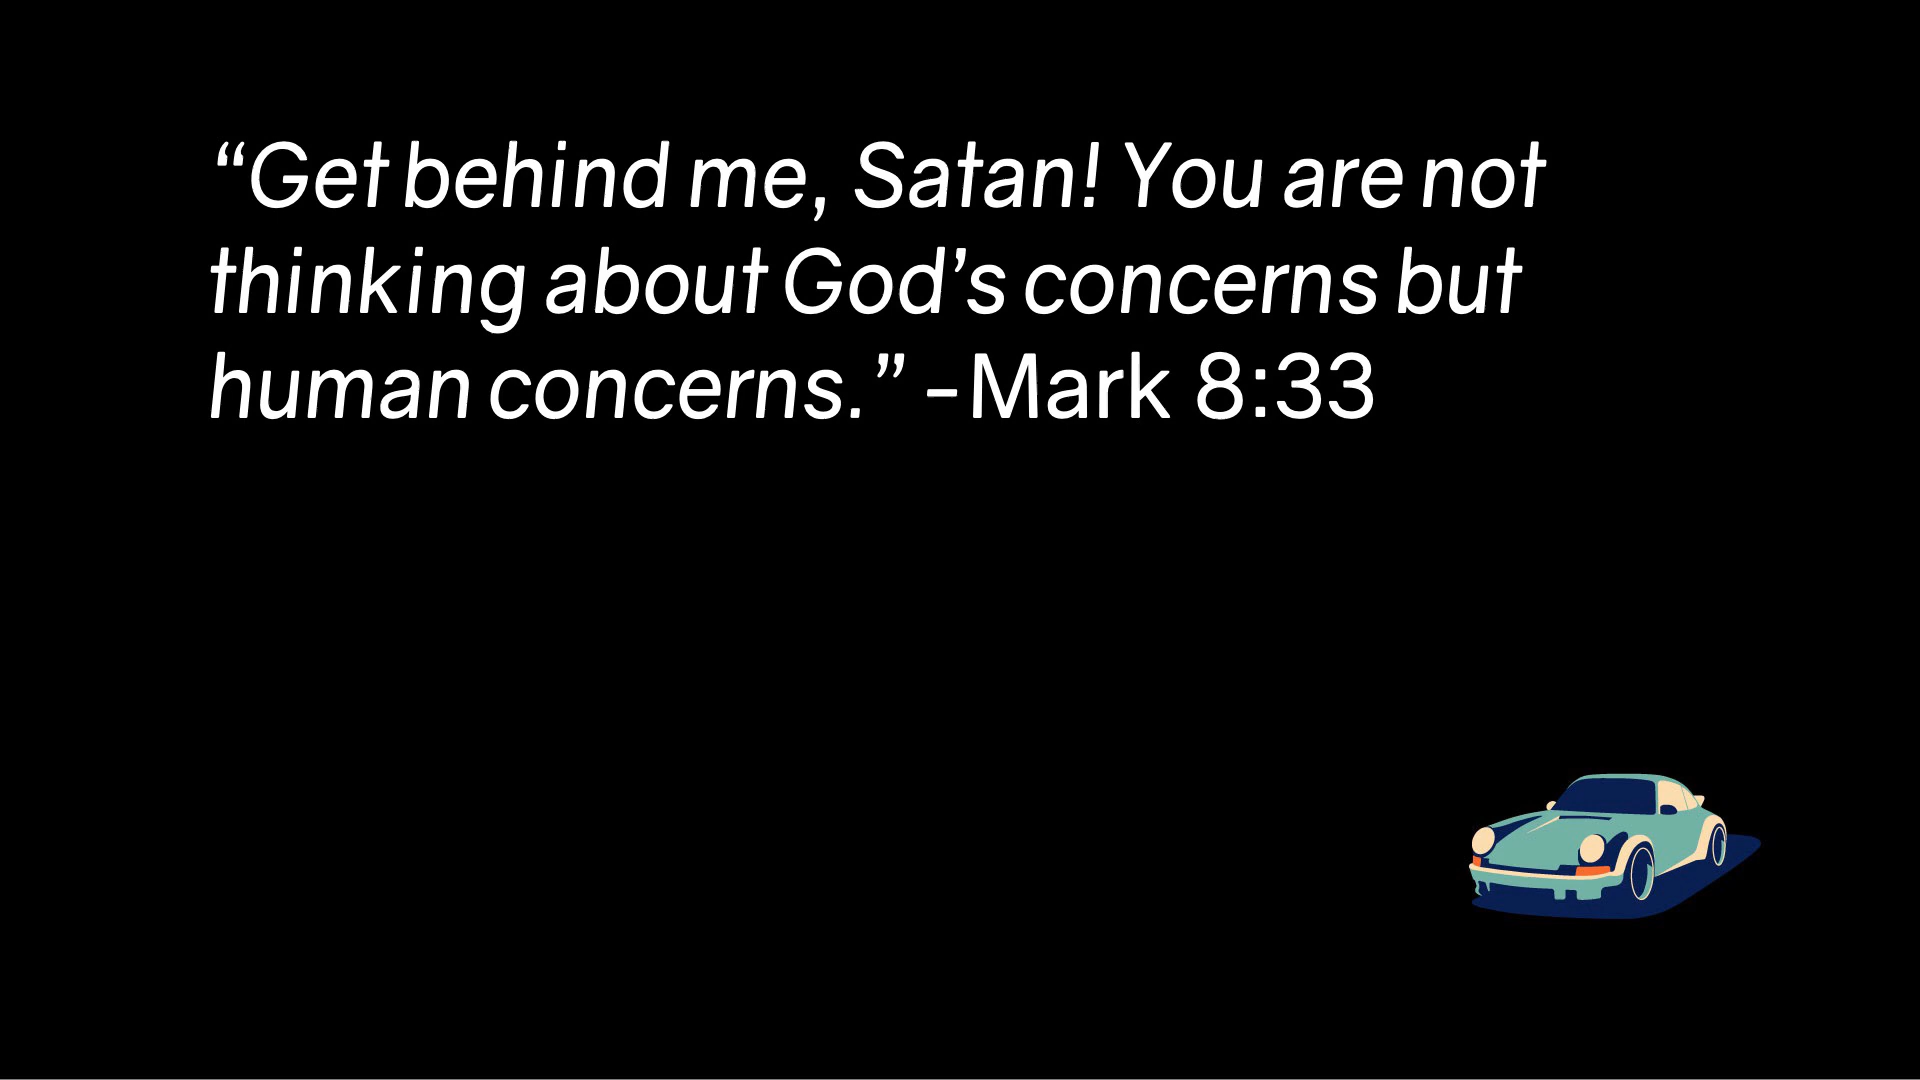 “Get behind me, Satan! You are not
thinking about God’s concerns but
human concerns.” -Mark 8:33